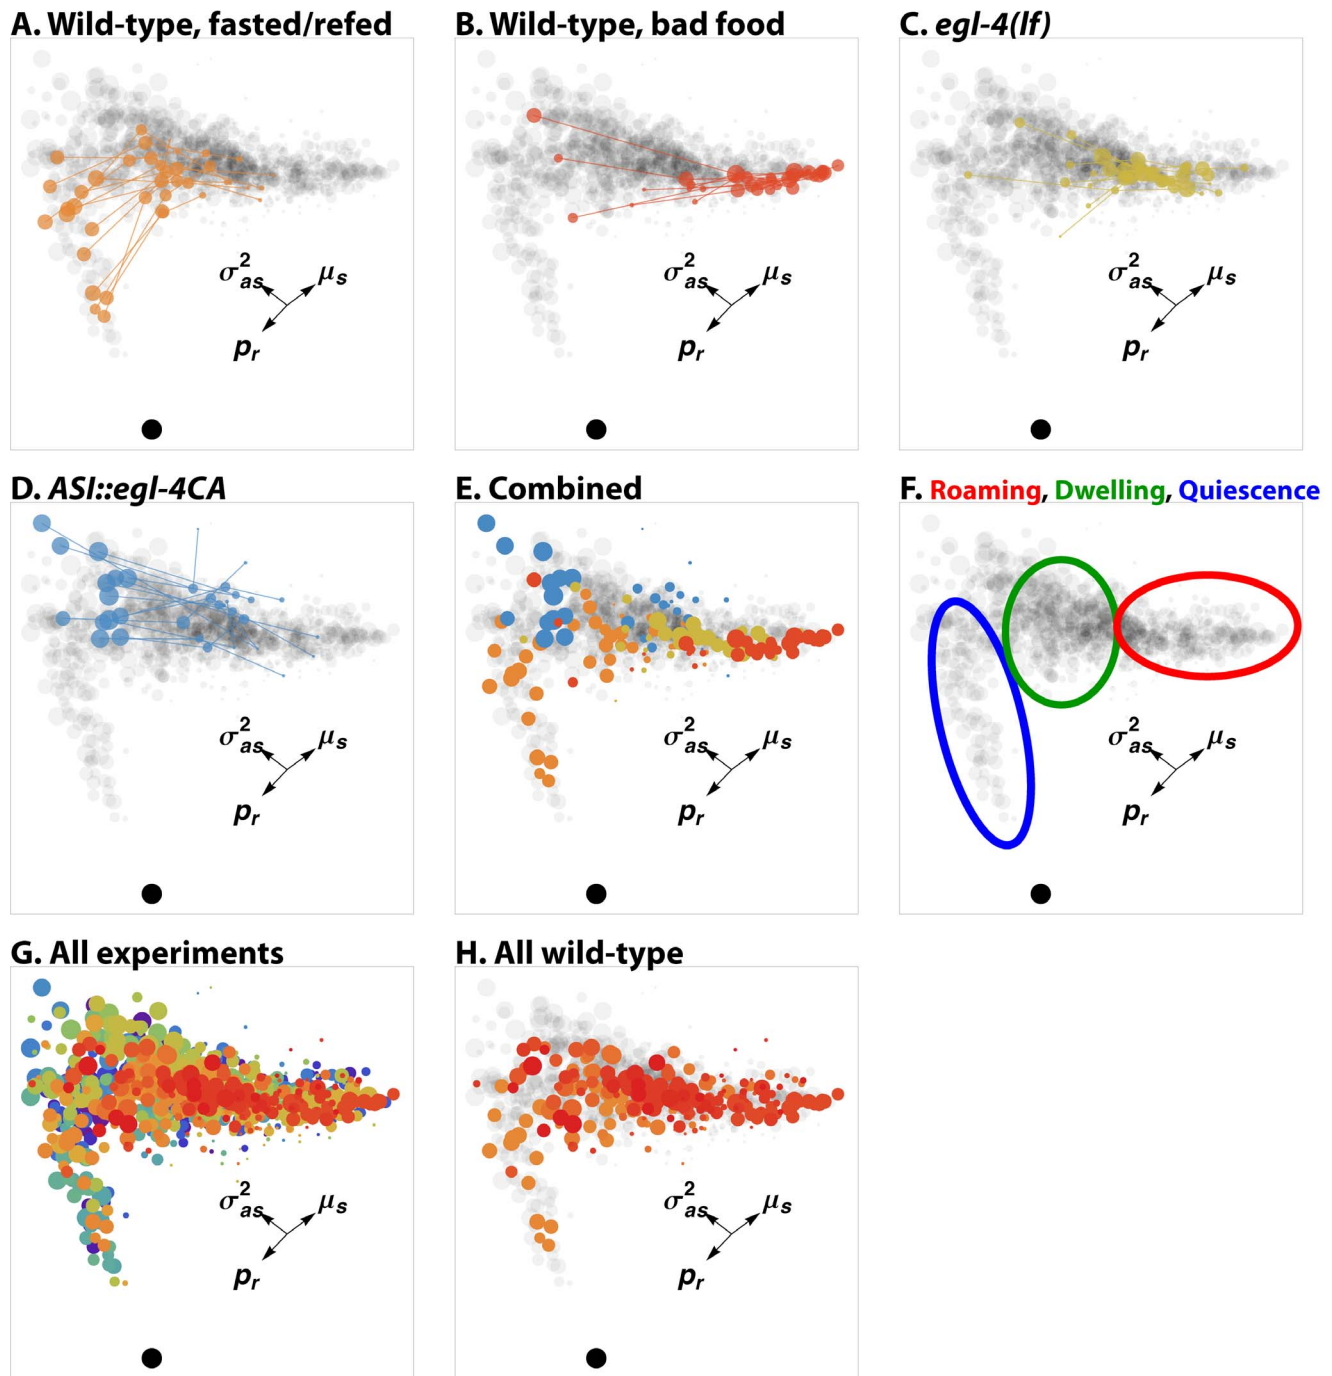 A. Wild-type, fasted/refed
B. Wild-type, bad food
C. egl-4(lf)
σ²as μs
pr
σ²as μs
pr
σ²as μs
pr
D. ASI::egl-4CA
E. Combined
F. Roaming, Dwelling, Quiescence
σ²as μs
pr
σ²as μs
pr
σ²as μs
pr
G. All experiments
H. All wild-type
σ²as μs
pr
σ²as μs
pr